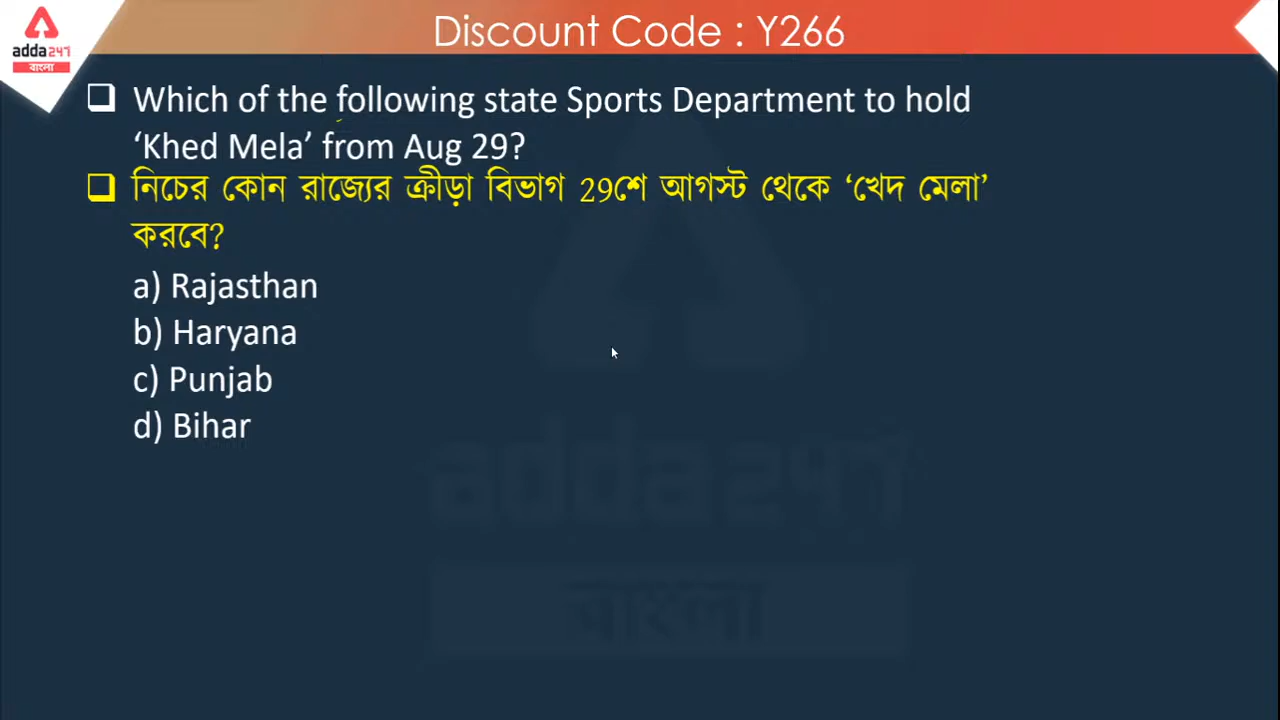 Discount Code : Y266
adda247
বাংলা
Which of the following state Sports Department to hold
‘Khed Mela’ from Aug 29?
নিচের কোন রাজ্যের ক্রীড়া বিভাগ 29শে আগস্ট থেকে ‘খেদ মেলা’
করবে?
a) Rajasthan
b) Haryana
c) Punjab
d) Bihar
adda247
বাংলা